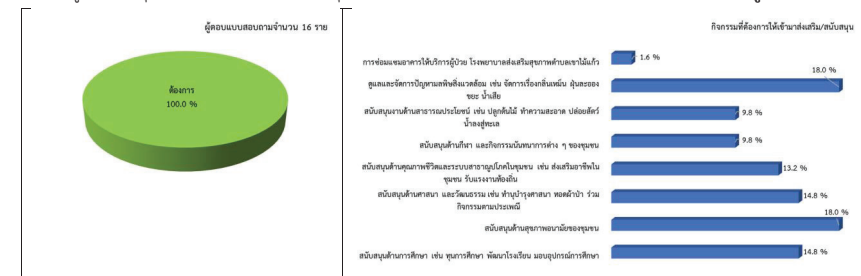 ผู้ตอบแบบสอบถามจำนวน 16 ราย
ต้องการ
100.0 %
กิจกรรมที่ต้องการให้เข้ามาส่งเสริม/สนับสนุน
การซ่อมแซมอาคารให้บริการผู้ป่วย โรงพยาบาลส่งเสริมสุขภาพตำบลเขาไม้แก้ว
1.6 %
ดูแลและจัดการปัญหามลพิษสิ่งแวดล้อม เช่น จัดการเรื่องกลิ่นเหม็น ฝุ่นละออง
ขยะ น้ำเสีย
18.0 %
สนับสนุนงานด้านสาธารณประโยชน์ เช่น ปลูกต้นไม้ ทำความสะอาด ปล่อยสัตว์
น้ำลงสู่ทะเล
9.8 %
สนับสนุนด้านกีฬา และกิจกรรมนันทนาการต่าง ๆ ของชุมชน
9.8 %
สนับสนุนด้านคุณภาพชีวิตและระบบสาธาณูปโภคในชุมชน เช่น ส่งเสริมอาชีพใน
ชุมชน รับแรงงานท้องถิ่น
13.2 %
สนับสนุนด้านศาสนา และวัฒนธรรม เช่น ทำนุบำรุงศาสนา ทอดผ้าป่า ร่วม
กิจกรรมตามประเพณี
14.8 %
สนับสนุนด้านสุขภาพอนามัยของชุมชน
18.0 %
สนับสนุนด้านการศึกษา เช่น ทุนการศึกษา พัฒนาโรงเรียน มอบอุปกรณ์การศึกษา
14.8 %